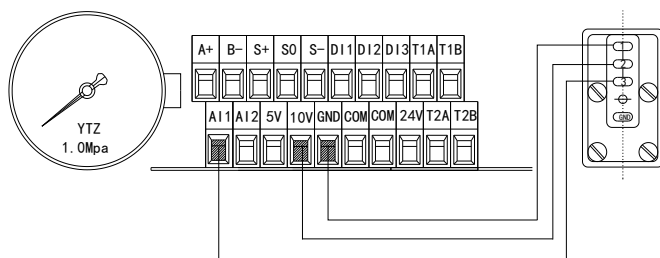 A+ B- S+ S0 S- DI1 DI2 DI3 T1A T1B
AI1 AI2 5V 10V GND COM COM 24V T2A T2B
YTZ
1.0Mpa
1
2
3
GND